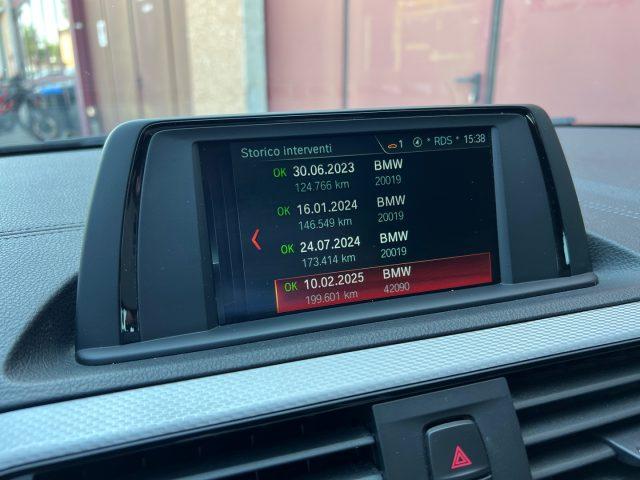 Storico interventi 1 * RDS * 15:38
OK 30.06.2023 BMW
124.766 km 20019
OK 16.01.2024 BMW
146.549 km 20019
OK 24.07.2024 BMW
173.414 km 20019
OK 10.02.2025 BMW
199.601 km 42090